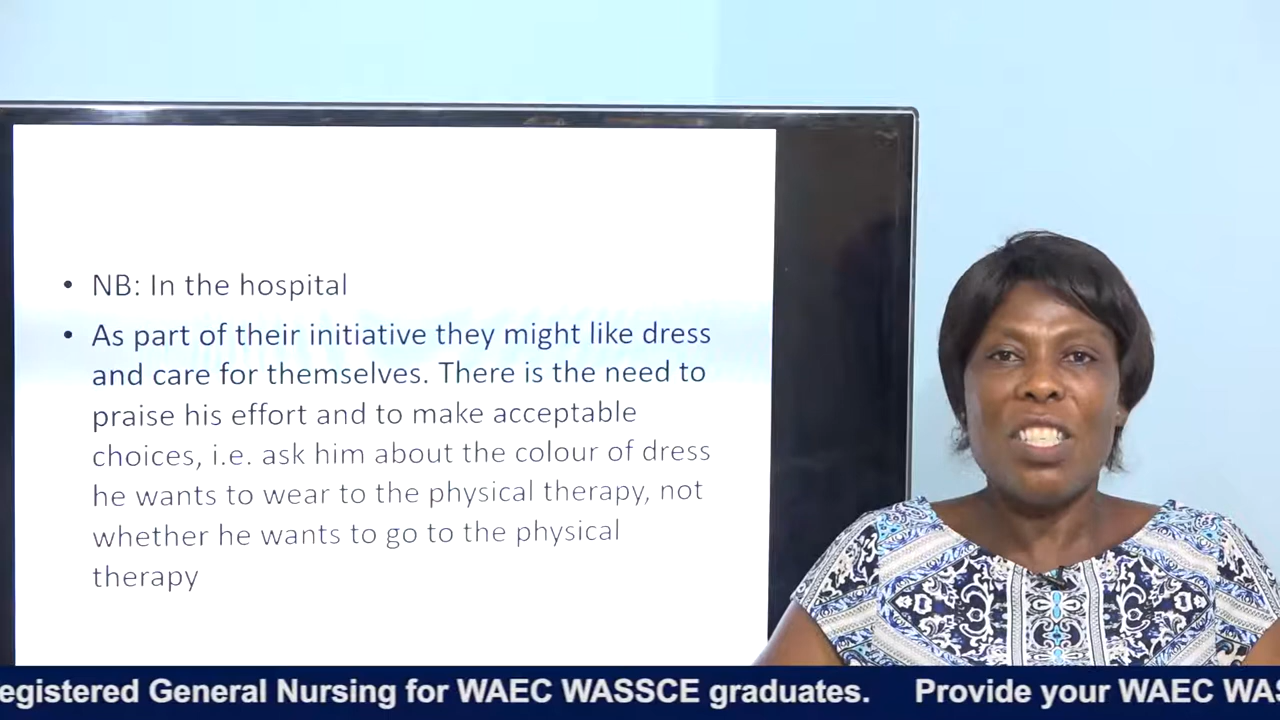 • NB: In the hospital
• As part of their initiative they might like dress
and care for themselves. There is the need to
praise his effort and to make acceptable
choices, i.e. ask him about the colour of dress
he wants to wear to the physical therapy, not
whether he wants to go to the physical
therapy
egistered General Nursing for WAEC WASSCE graduates. Provide your WAEC WAS